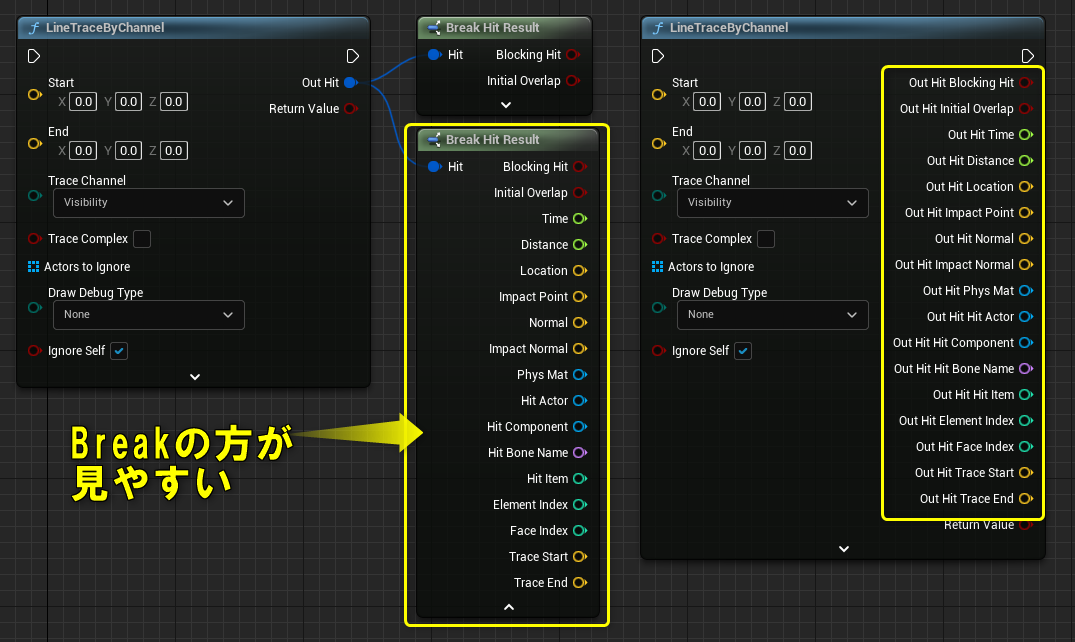 LineTraceByChannel
Start
X 0.0 Y 0.0 Z 0.0
End
X 0.0 Y 0.0 Z 0.0
Trace Channel
Visibility
Trace Complex
Actors to Ignore
Draw Debug Type
None
Ignore Self
Out Hit
Return Value
Break Hit Result
Hit
Blocking Hit
Initial Overlap
Break Hit Result
Hit
Blocking Hit
Initial Overlap
Time
Distance
Location
Impact Point
Normal
Impact Normal
Phys Mat
Hit Actor
Hit Component
Hit Bone Name
Hit Item
Element Index
Face Index
Trace Start
Trace End
Breakの方が
見やすい
LineTraceByChannel
Start
X 0.0 Y 0.0 Z 0.0
End
X 0.0 Y 0.0 Z 0.0
Trace Channel
Visibility
Trace Complex
Actors to Ignore
Draw Debug Type
None
Ignore Self
Out Hit Blocking Hit
Out Hit Initial Overlap
Out Hit Time
Out Hit Distance
Out Hit Location
Out Hit Impact Point
Out Hit Normal
Out Hit Impact Normal
Out Hit Phys Mat
Out Hit Hit Actor
Out Hit Hit Component
Out Hit Hit Bone Name
Out Hit Hit Item
Out Hit Element Index
Out Hit Face Index
Out Hit Trace Start
Out Hit Trace End
Return Value